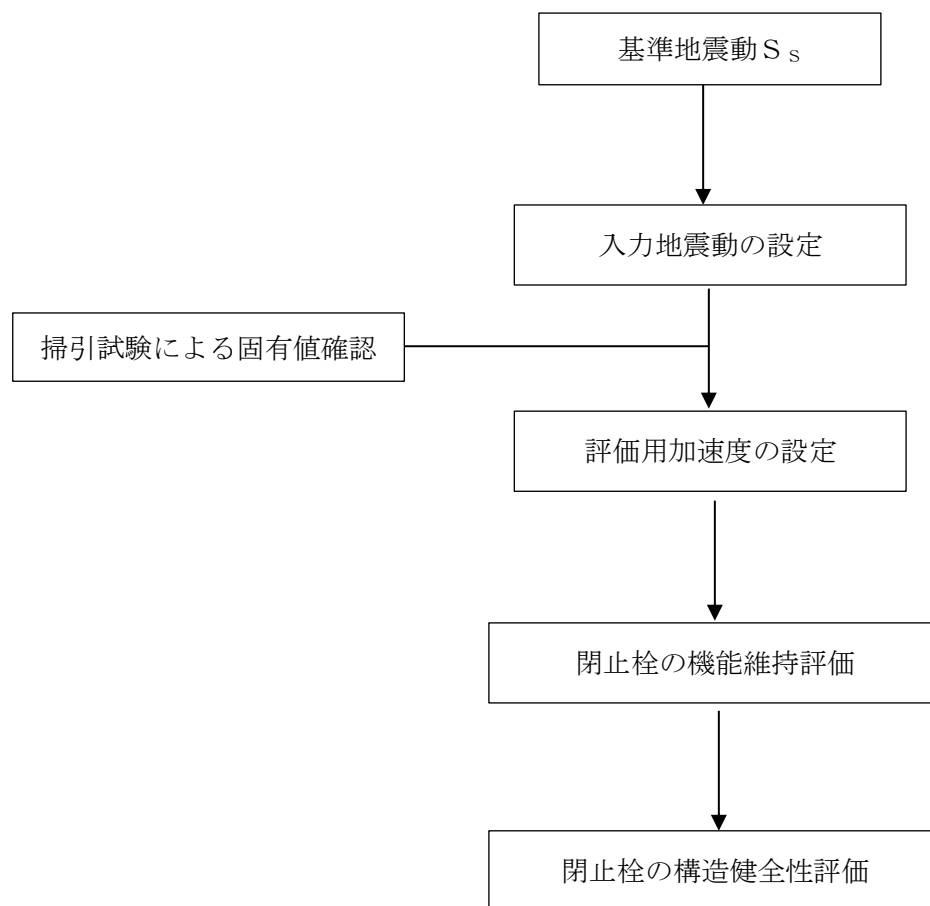 基準地震動Ｓｓ
入力地震動の設定
掃引試験による固有値確認
評価用加速度の設定
閉止栓の機能維持評価
閉止栓の構造健全性評価